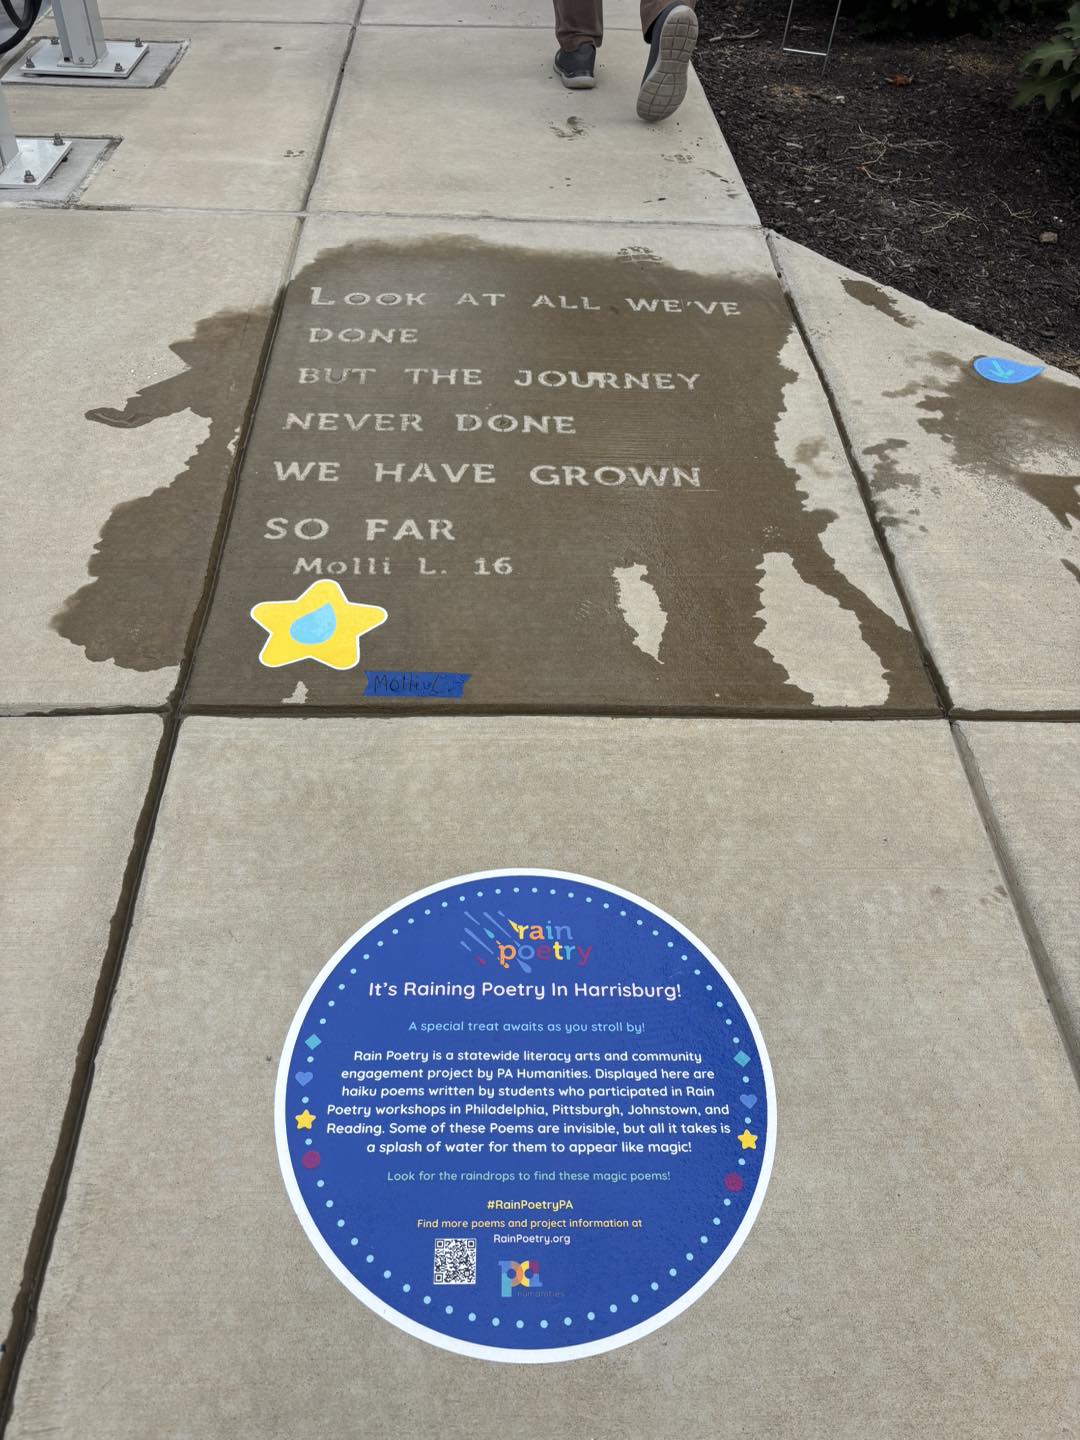 LOOK AT ALL WE'VE
DONE
BUT THE JOURNEY
NEVER DONE
WE HAVE GROWN
SO FAR
Molli L. 16
Molli L.
rain
poetry
It's Raining Poetry In Harrisburg!
A special treat awaits as you stroll by!
Rain Poetry is a statewide literacy arts and community
engagement project by PA Humanities. Displayed here are
haiku poems written by students who participated in Rain
Poetry workshops in Philadelphia, Pittsburgh, Johnstown, and
Reading. Some of these Poems are invisible, but all it takes is
a splash of water for them to appear like magic!
Look for the raindrops to find these magic poems!
#RainPoetryPA
Find more poems and project information at
RainPoetry.org
pa
humanities